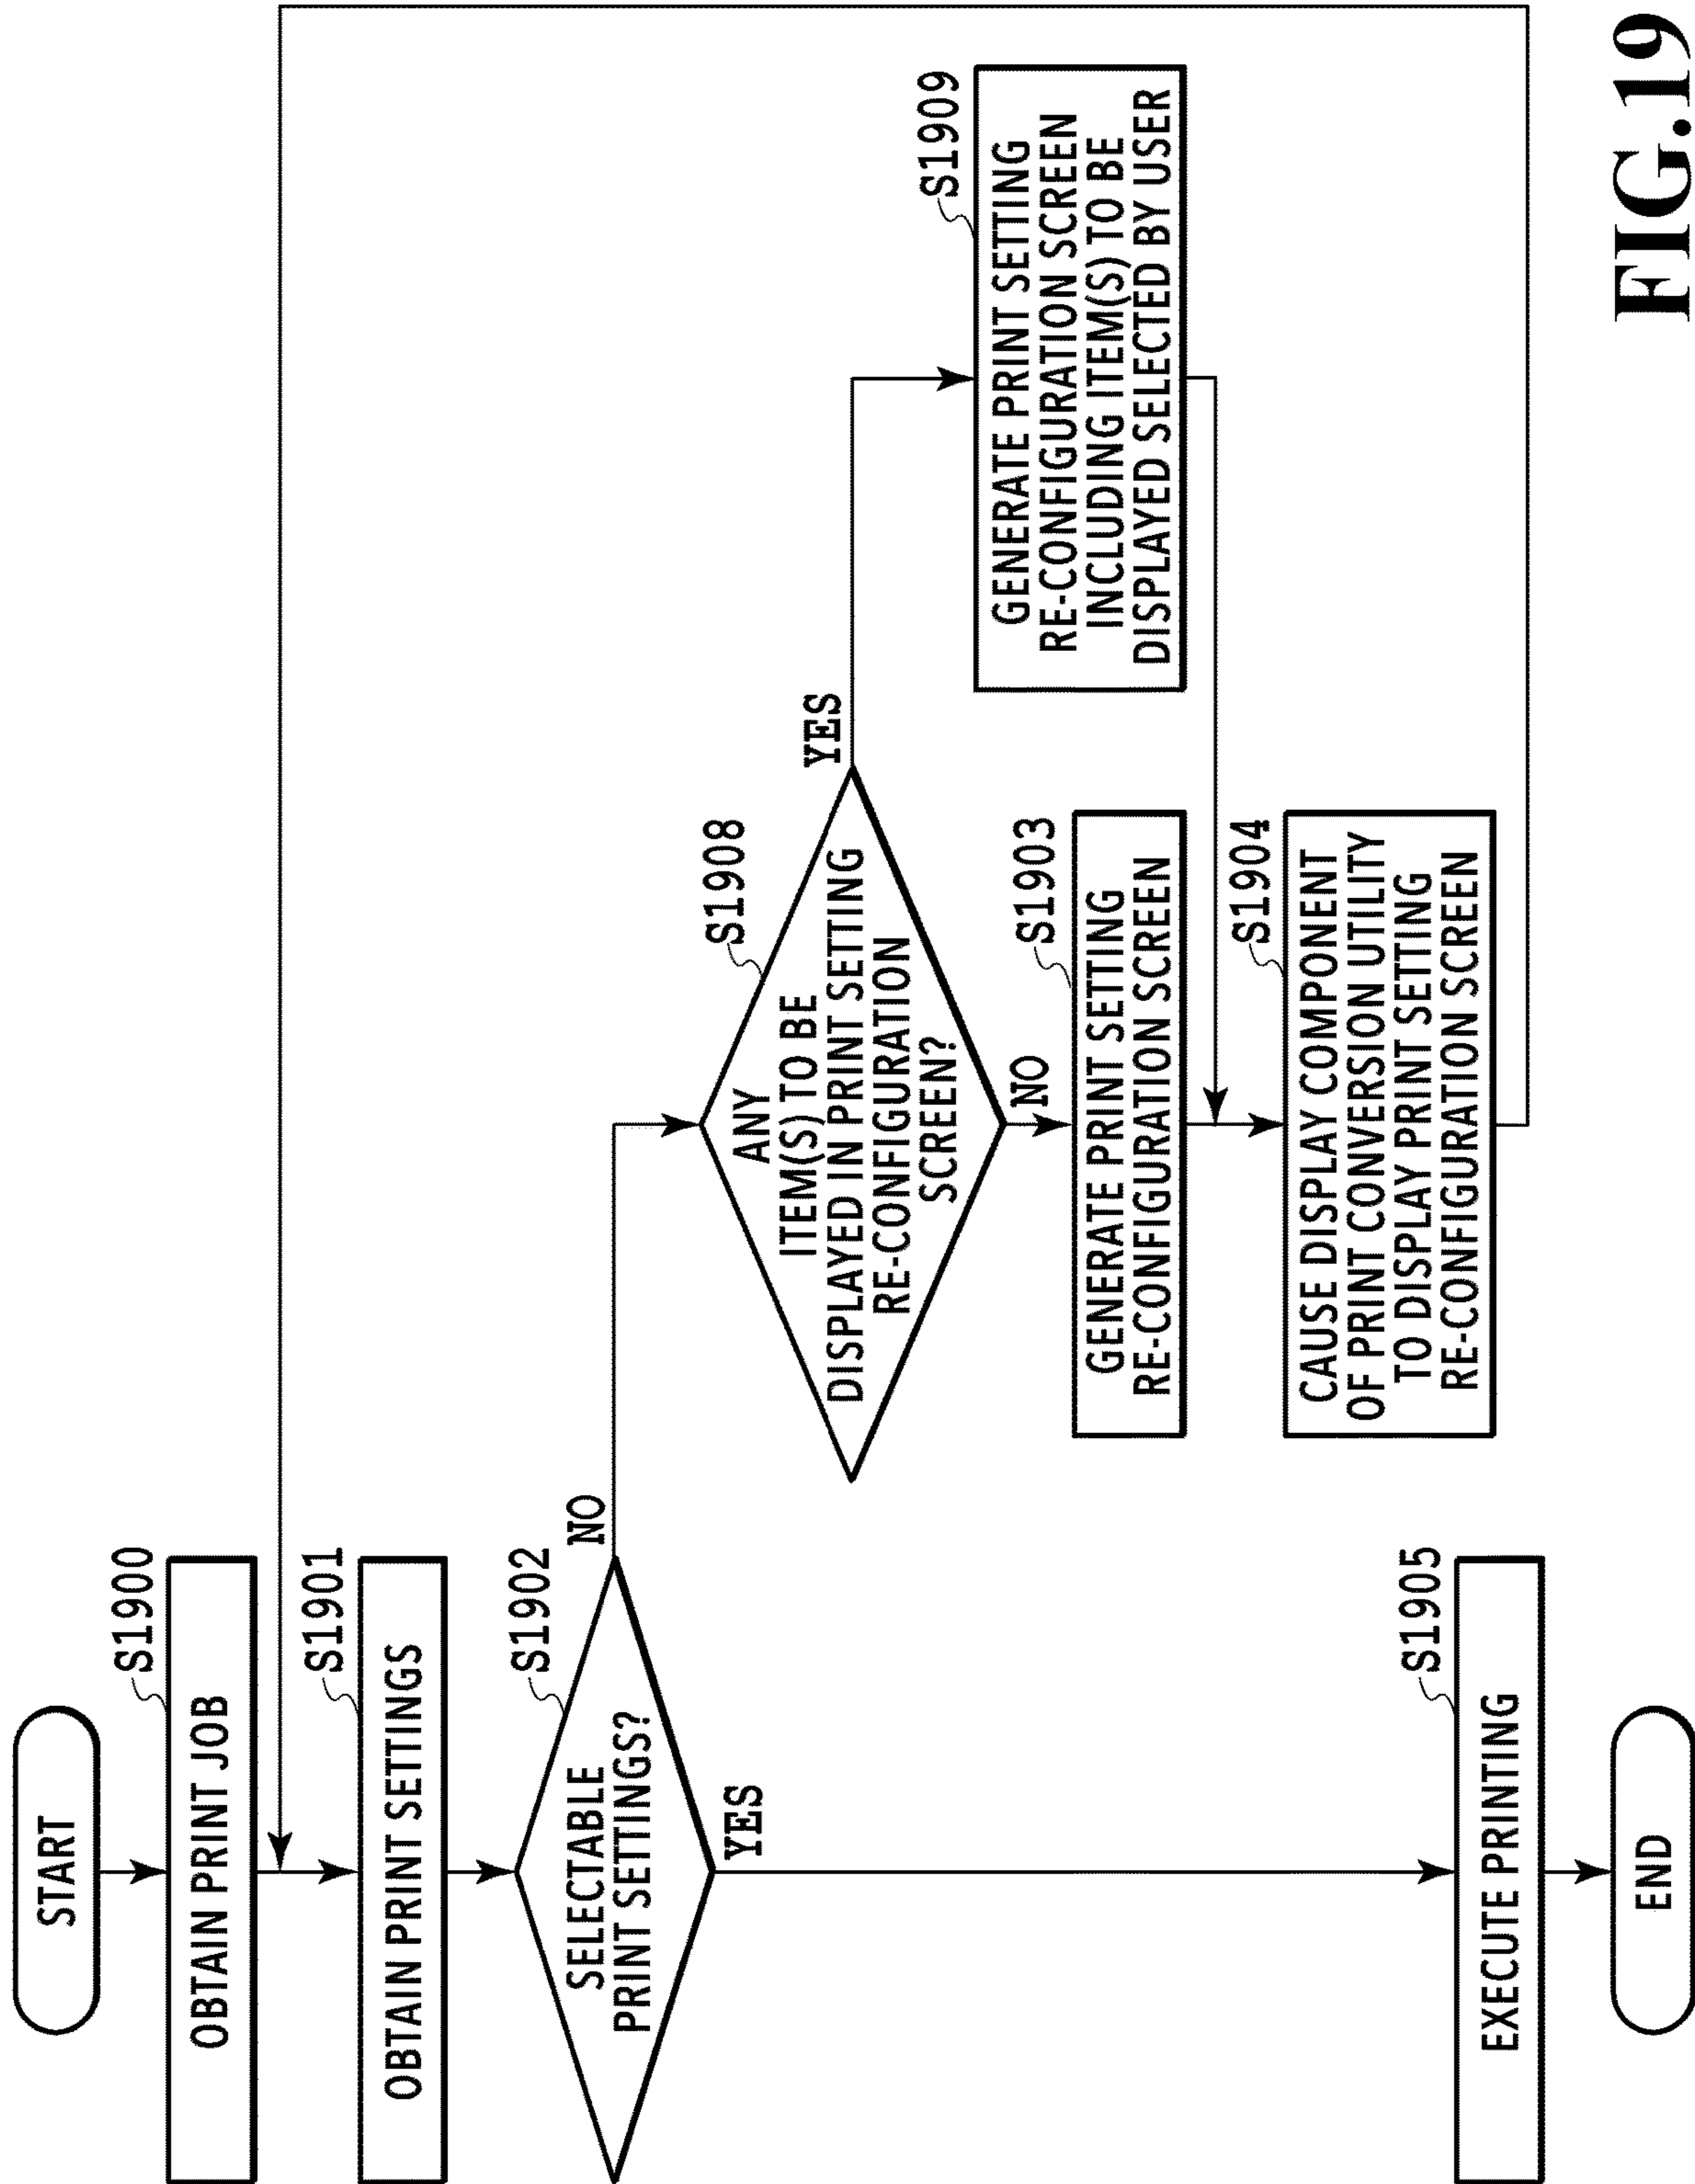 START
S1900
OBTAIN PRINT JOB
S1901
OBTAIN PRINT SETTINGS
S1902
SELECTABLE
PRINT SETTINGS?
NO
YES
S1908
ANY
ITEM(S) TO BE
DISPLAYED IN PRINT SETTING
RE-CONFIGURATION
SCREEN?
YES
NO
S1909
GENERATE PRINT SETTING
RE-CONFIGURATION SCREEN
INCLUDING ITEM(S) TO BE
DISPLAYED SELECTED BY USER
S1903
GENERATE PRINT SETTING
RE-CONFIGURATION SCREEN
S1904
CAUSE DISPLAY COMPONENT
OF PRINT CONVERSION UTILITY
TO DISPLAY PRINT SETTING
RE-CONFIGURATION SCREEN
S1905
EXECUTE PRINTING
END
FIG.19